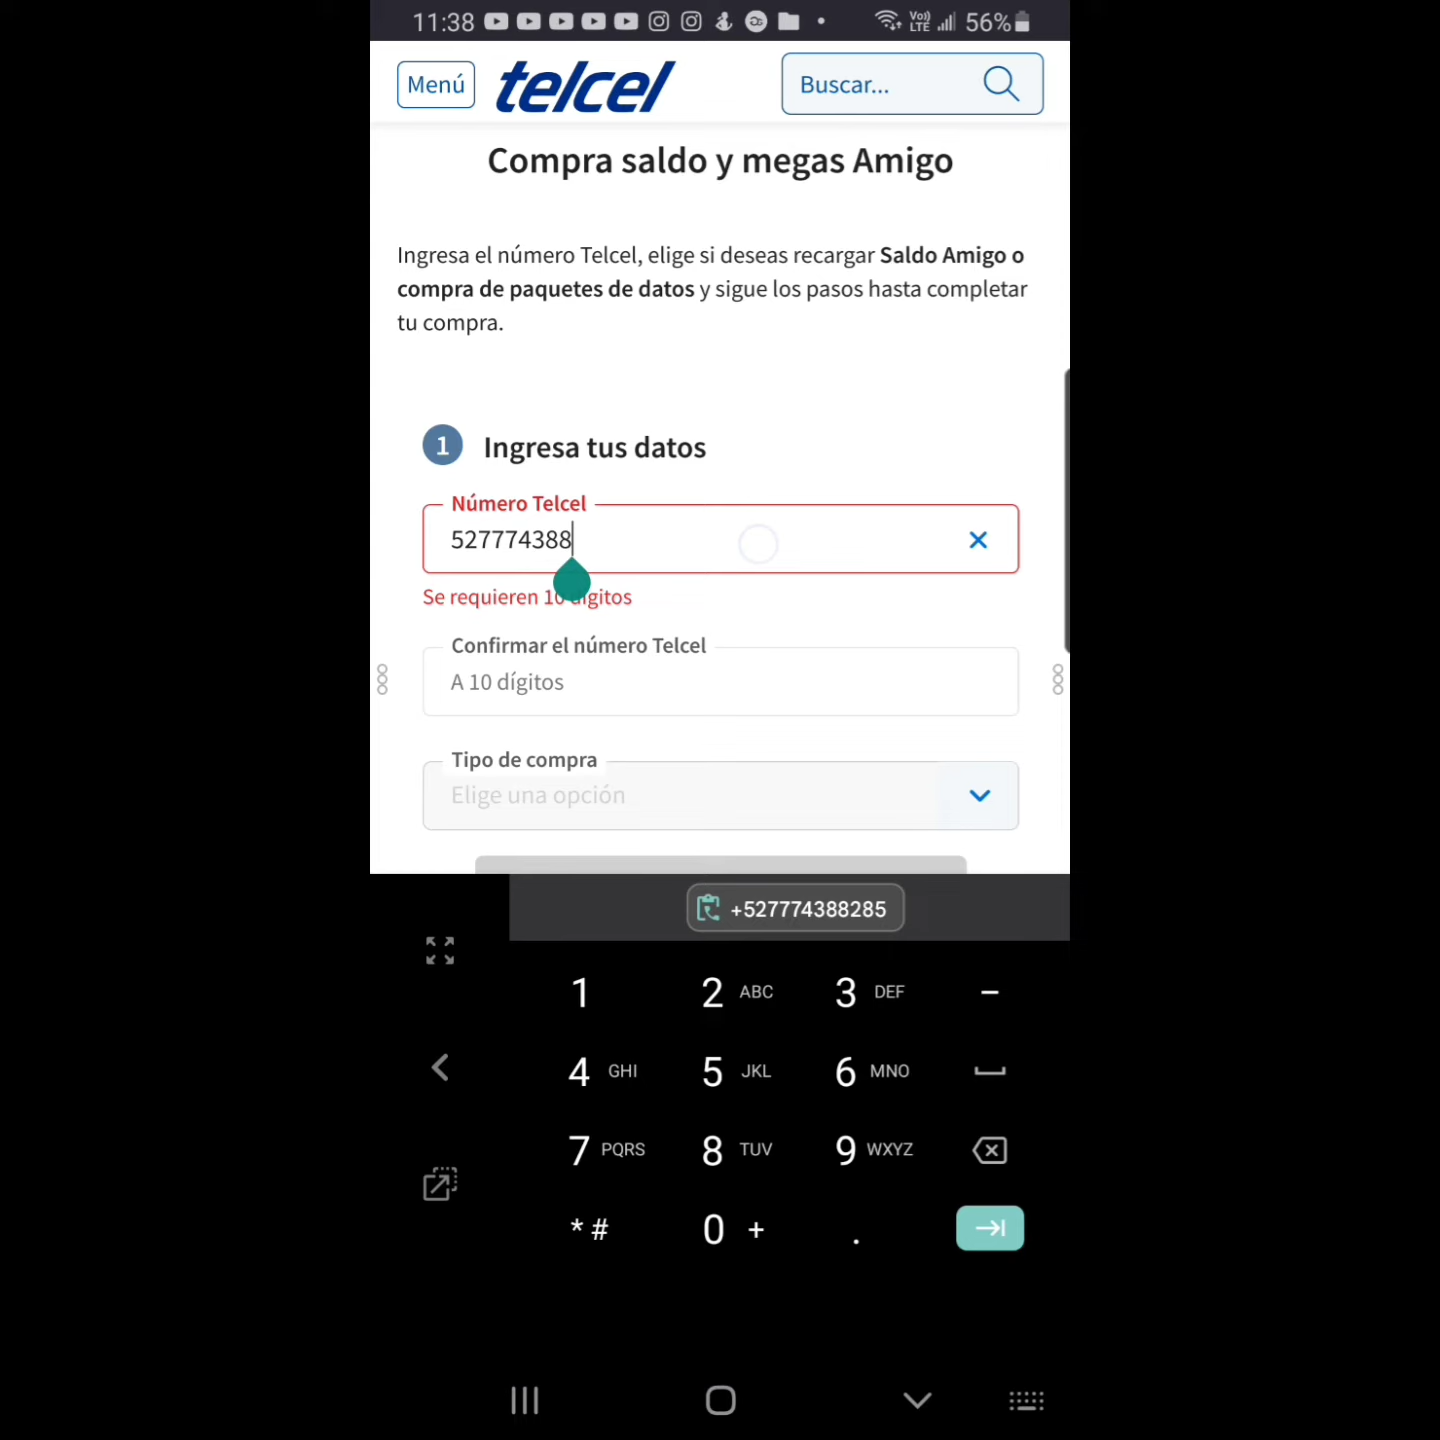 11:38 Vo) LTE 56%
Menú telcel Buscar...
Compra saldo y megas Amigo
Ingresa el número Telcel, elige si deseas recargar Saldo Amigo o
compra de paquetes de datos y sigue los pasos hasta completar
tu compra.
1 Ingresa tus datos
Número Telcel
527774388
Se requieren 10 dígitos
Confirmar el número Telcel
A 10 dígitos
Tipo de compra
Elige una opción
+527774388285
1 2 ABC 3 DEF -
4 GHI 5 JKL 6 MNO
7 PQRS 8 TUV 9 WXYZ
* # 0 + .